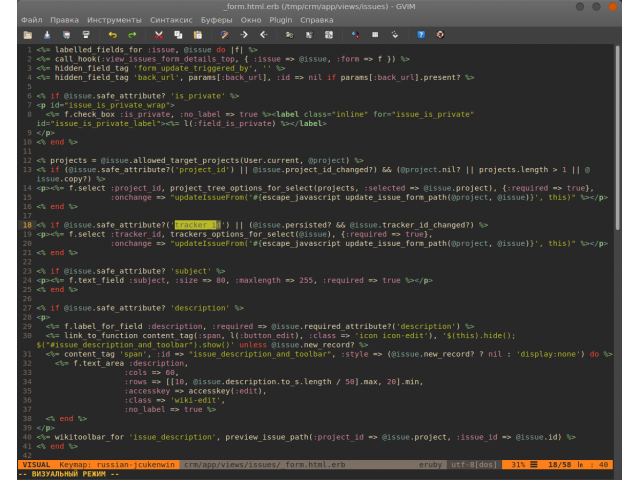 _form.html.erb (/tmp/crm/app/views/issues) - GVIM
Файл Правка Инструменты Синтаксис Буферы Окно Plugin Справка
1 <%= labelled_fields_for :issue, @issue do |f| %>
2 <%= call_hook(:view_issues_form_details_top, { :issue => @issue, :form => f }) %>
3 <%= hidden_field_tag 'form_update_triggered_by', '' %>
4 <%= hidden_field_tag 'back_url', params[:back_url], :id => nil if params[:back_url].present? %>
5
6 <% if @issue.safe_attribute? 'is_private' %>
7 <p id="issue_is_private_wrap">
8 <%= f.check_box :is_private, :no_label => true %><label class="inline" for="issue_is_private"
id="issue_is_private_label"><%= l(:field_is_private) %></label>
9 </p>
10 <% end %>
11
12 <% projects = @issue.allowed_target_projects(User.current, @project) %>
13 <% if (@issue.safe_attribute?('project_id') || @issue.project_id_changed?) && (@project.nil? || projects.length > 1 || @
issue.copy?) %>
14 <p><%= f.select :project_id, project_tree_options_for_select(projects, :selected => @issue.project), {:required => true},
15 :onchange => "updateIssueFrom('#{escape_javascript update_issue_form_path(@project, @issue)}', this)" %></p>
16 <% end %>
17
18 <% if @issue.safe_attribute?('tracker_id') || (@issue.persisted? && @issue.tracker_id_changed?) %>
19 <p><%= f.select :tracker_id, trackers_options_for_select(@issue), {:required => true},
20 :onchange => "updateIssueFrom('#{escape_javascript update_issue_form_path(@project, @issue)}', this)" %></p>
21 <% end %>
22
23 <% if @issue.safe_attribute? 'subject' %>
24 <p><%= f.text_field :subject, :size => 80, :maxlength => 255, :required => true %></p>
25 <% end %>
26
27 <% if @issue.safe_attribute? 'description' %>
28 <p>
29 <%= f.label_for_field :description, :required => @issue.required_attribute?('description') %>
30 <%= link_to_function content_tag(:span, l(:button_edit), :class => 'icon icon-edit'), '$(this).hide();
$("#issue_description_and_toolbar").show()' unless @issue.new_record? %>
31 <%= content_tag 'span', :id => "issue_description_and_toolbar", :style => (@issue.new_record? ? nil : 'display:none') do %>
32 <%= f.text_area :description,
33 :cols => 60,
34 :rows => [[10, @issue.description.to_s.length / 50].max, 20].min,
35 :accesskey => accesskey(:edit),
36 :class => 'wiki-edit',
37 :no_label => true %>
38 <% end %>
39 </p>
40 <%= wikitoolbar_for 'issue_description', preview_issue_path(:project_id => @issue.project, :issue_id => @issue.id) %>
41 <% end %>
42
VISUAL Keymap: russian-jcukenwin crm/app/views/issues/_form.html.erb eruby utf-8[dos] 31% 18/58 : 40
-- ВИЗУАЛЬНЫЙ РЕЖИМ --